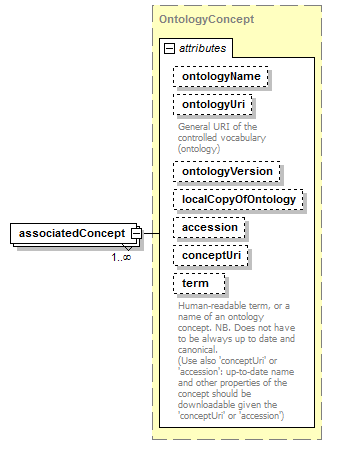 OntologyConcept
attributes
ontologyName
ontologyUri
General URI of the
controlled vocabulary
(ontology)
ontologyVersion
localCopyOfOntology
associatedConcept
1..∞
accession
conceptUri
term
Human-readable term, or a
name of an ontology
concept. NB. Does not have
to be always up to date and
canonical.
(Use also 'conceptUri' or
'accession': up-to-date name
and other properties of the
concept should be
downloadable given the
'conceptUri' or 'accession')